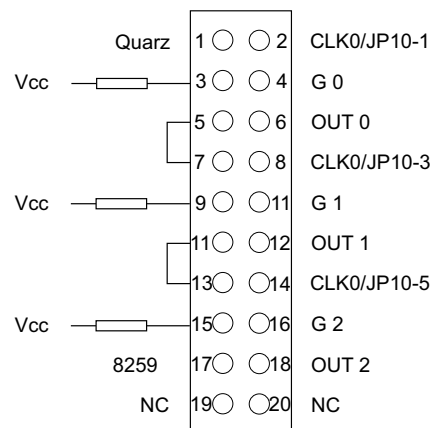 Quarz 1 2 CLK0/JP10-1
Vcc 3 4 G 0
5 6 OUT 0
7 8 CLK0/JP10-3
Vcc 9 11 G 1
11 12 OUT 1
13 14 CLK0/JP10-5
Vcc 15 16 G 2
8259 17 18 OUT 2
NC 19 20 NC